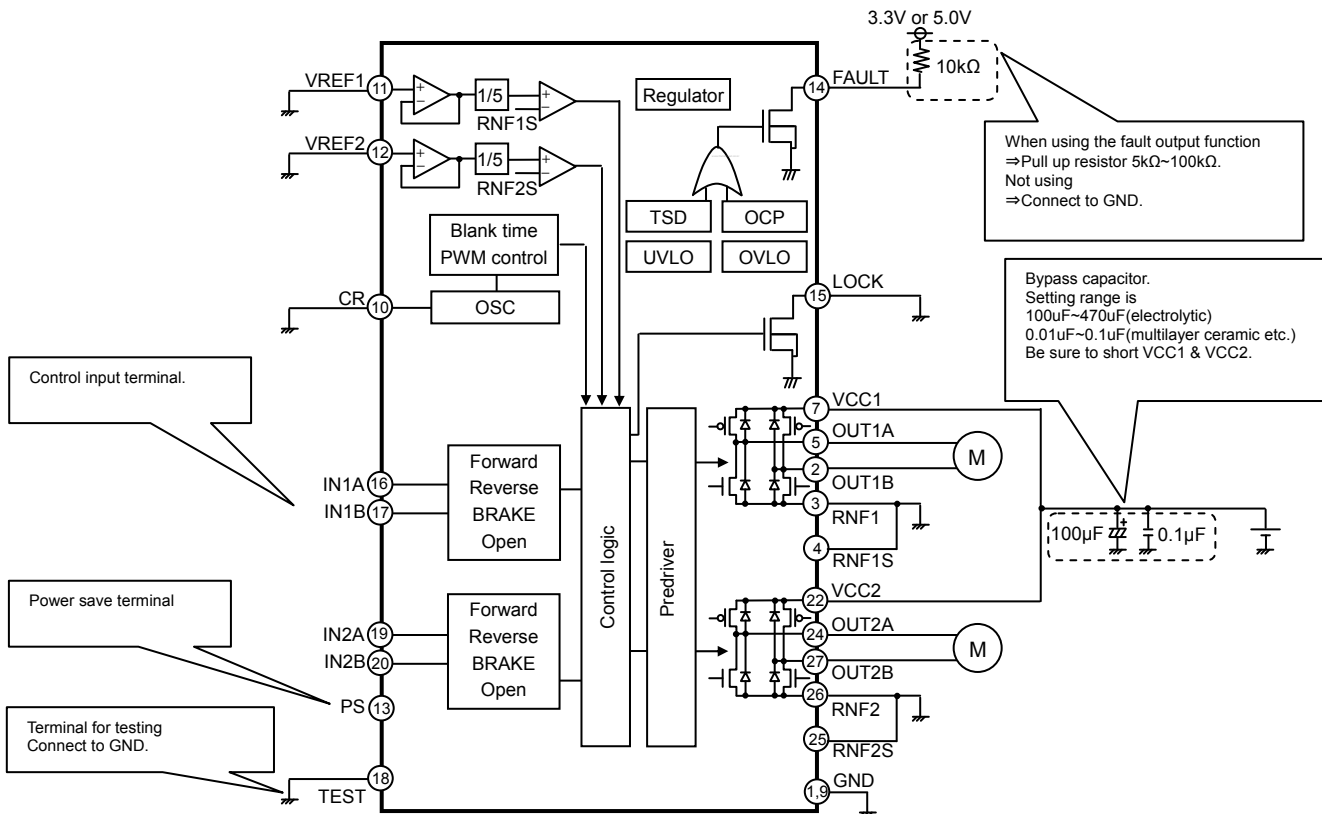 3.3V or 5.0V
10kΩ
VREF1
11
+
−
1/5
+
−
RNF1S
Regulator
14
FAULT
When using the fault output function
⇒Pull up resistor 5kΩ~100kΩ.
Not using
⇒Connect to GND.
VREF2
12
+
−
1/5
+
−
RNF2S
TSD
OCP
UVLO
OVLO
Blank time
PWM control
OSC
CR
10
15
LOCK
Bypass capacitor.
Setting range is
100uF~470uF(electrolytic)
0.01uF~0.1uF(multilayer ceramic etc.)
Be sure to short VCC1 & VCC2.
Control input terminal.
IN1A
16
IN1B
17
Forward
Reverse
BRAKE
Open
Control logic
Predriver
7
VCC1
5
OUT1A
2
OUT1B
3
RNF1
4
RNF1S
M
100µF
+
0.1µF
Power save terminal
IN2A
19
IN2B
20
Forward
Reverse
BRAKE
Open
22
VCC2
24
OUT2A
27
OUT2B
26
RNF2
25
RNF2S
M
PS
13
Terminal for testing
Connect to GND.
18
TEST
1,9
GND